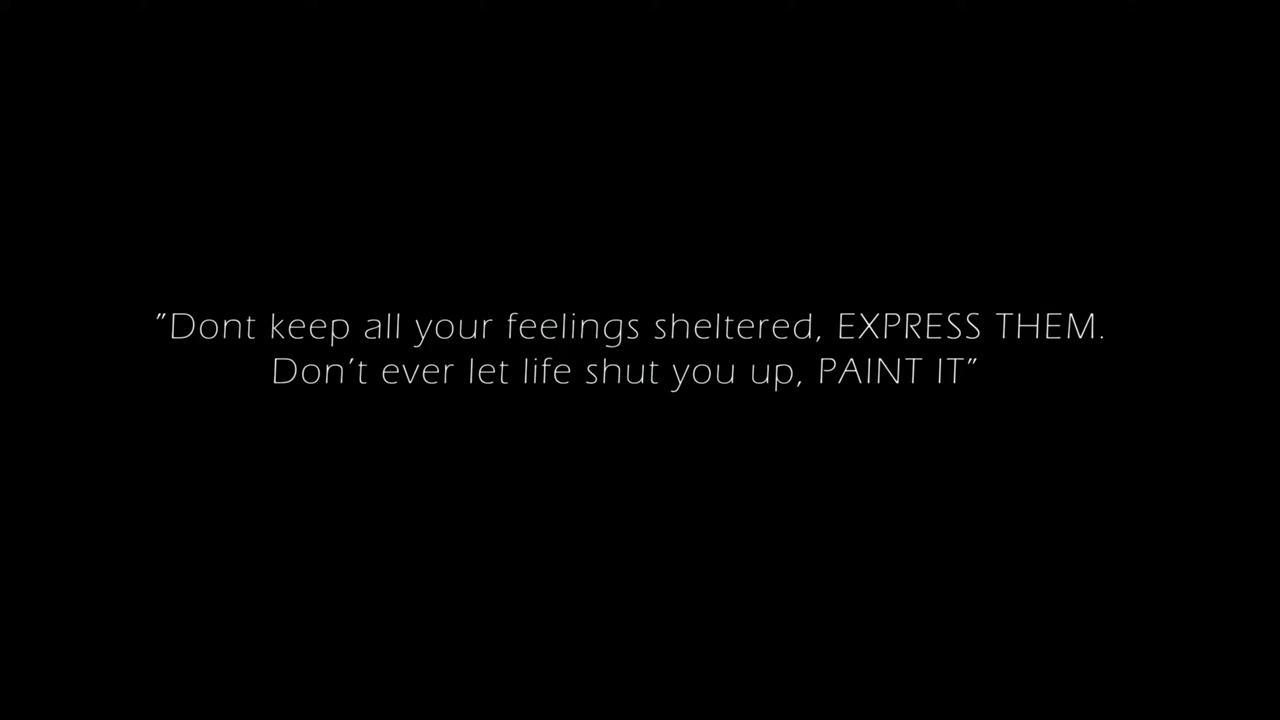 "Dont keep all your feelings sheltered, EXPRESS THEM.
Don't ever let life shut you up, PAINT IT"